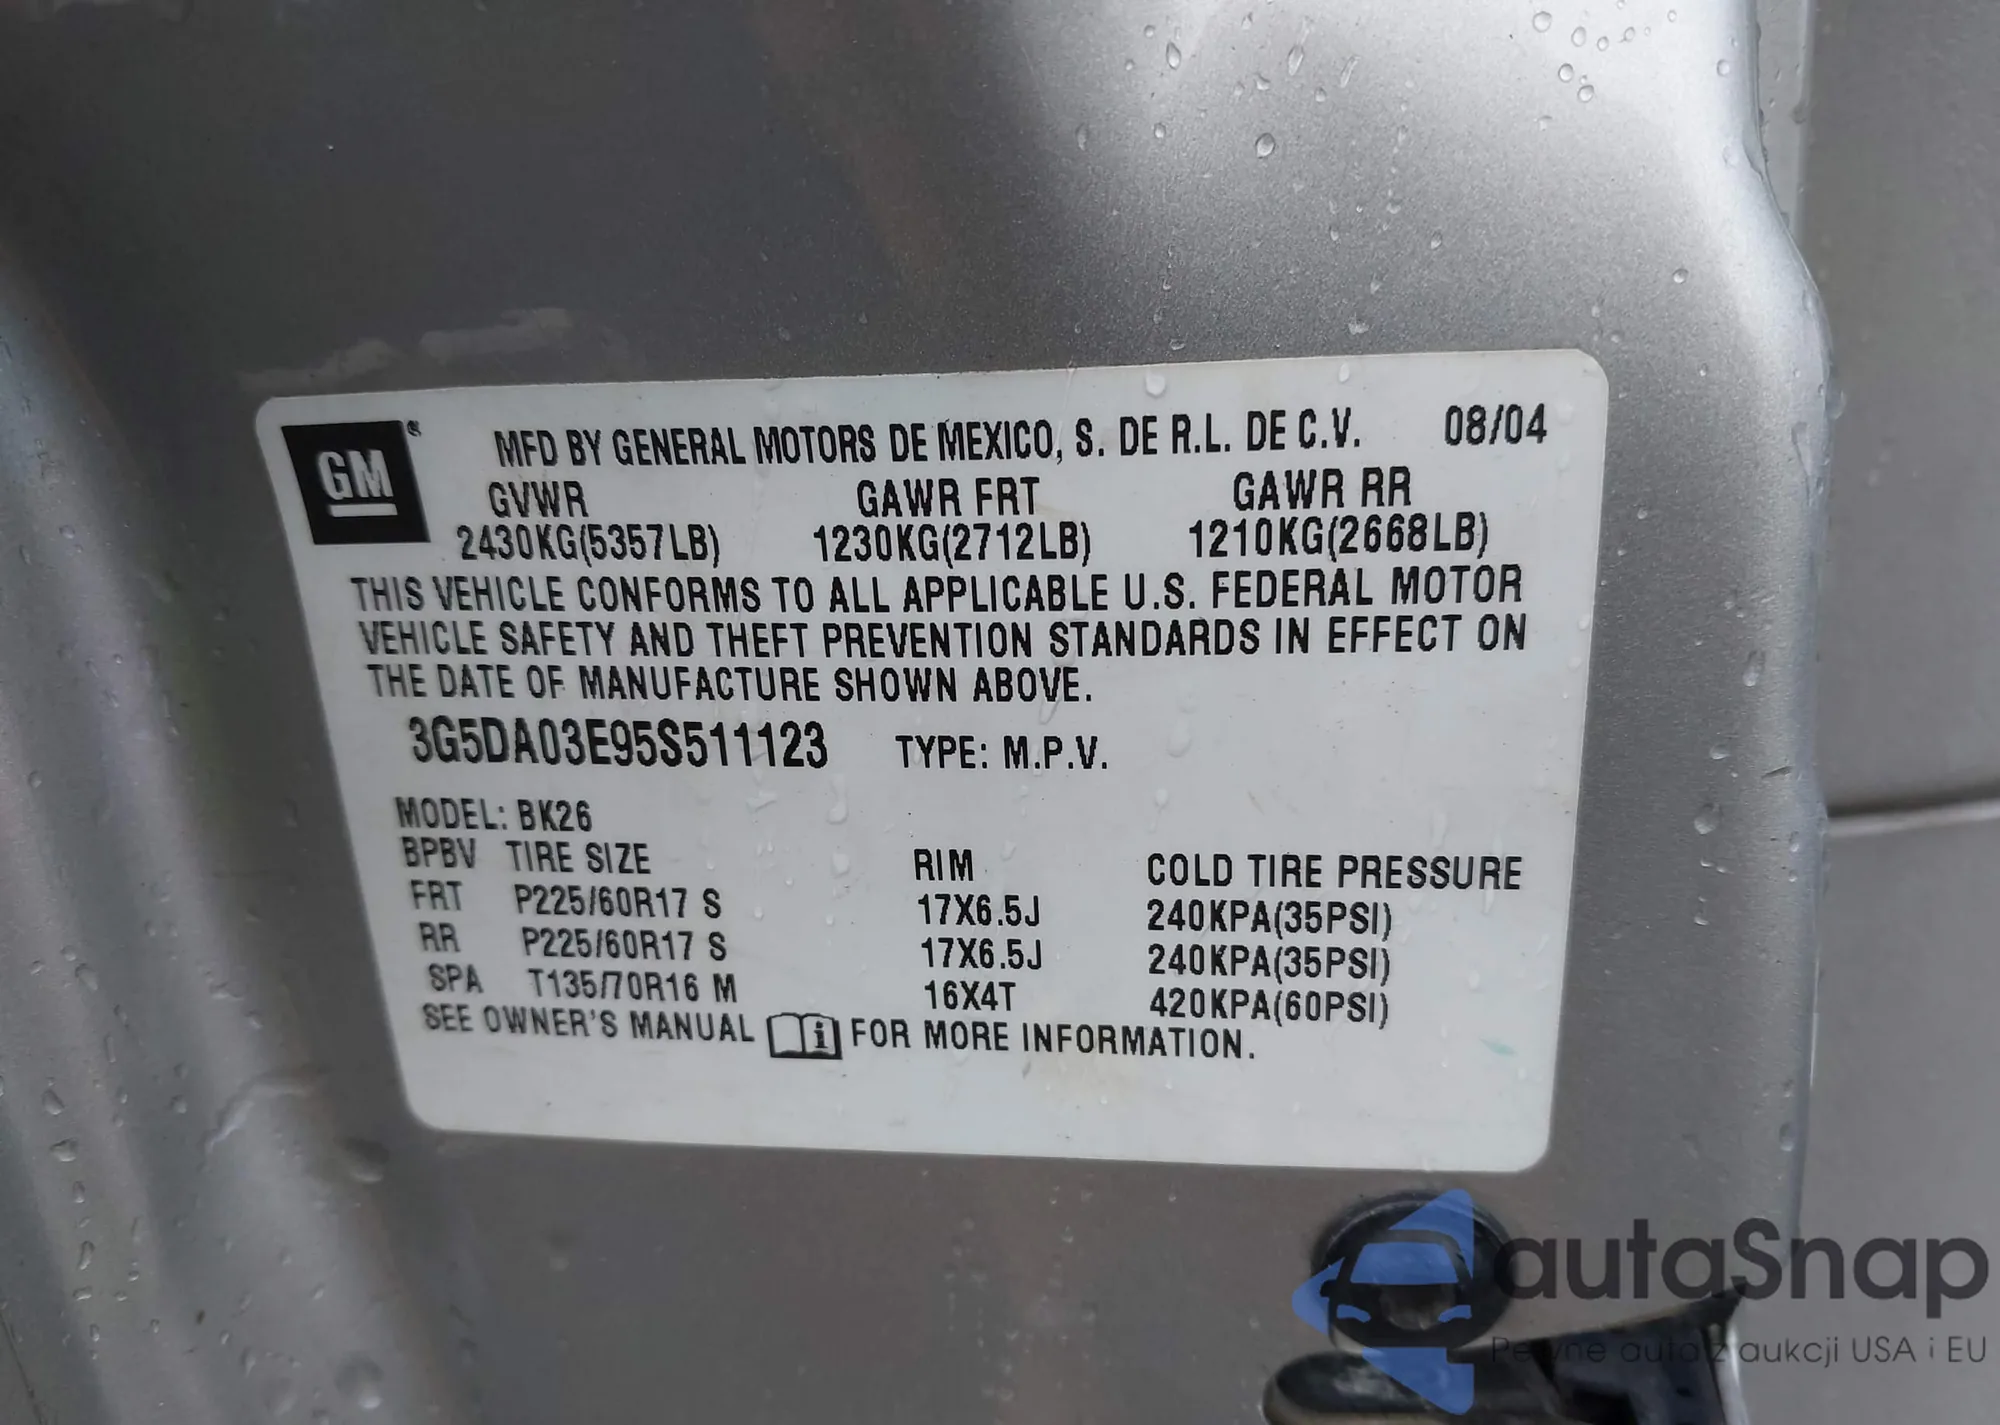 GM ® MFD BY GENERAL MOTORS DE MEXICO, S. DE R.L. DE C.V. 08/04
GVWR GAWR FRT GAWR RR
2430KG(5357LB) 1230KG(2712LB) 1210KG(2668LB)
THIS VEHICLE CONFORMS TO ALL APPLICABLE U.S. FEDERAL MOTOR
VEHICLE SAFETY AND THEFT PREVENTION STANDARDS IN EFFECT ON
THE DATE OF MANUFACTURE SHOWN ABOVE.
3G5DA03E95S511123 TYPE: M.P.V.
MODEL: BK26
BPBV TIRE SIZE RIM COLD TIRE PRESSURE
FRT P225/60R17 S 17X6.5J 240KPA(35PSI)
RR P225/60R17 S 17X6.5J 240KPA(35PSI)
SPA T135/70R16 M 16X4T 420KPA(60PSI)
SEE OWNER'S MANUAL i FOR MORE INFORMATION.
autaSnap
Pewne auta z aukcji USA i EU